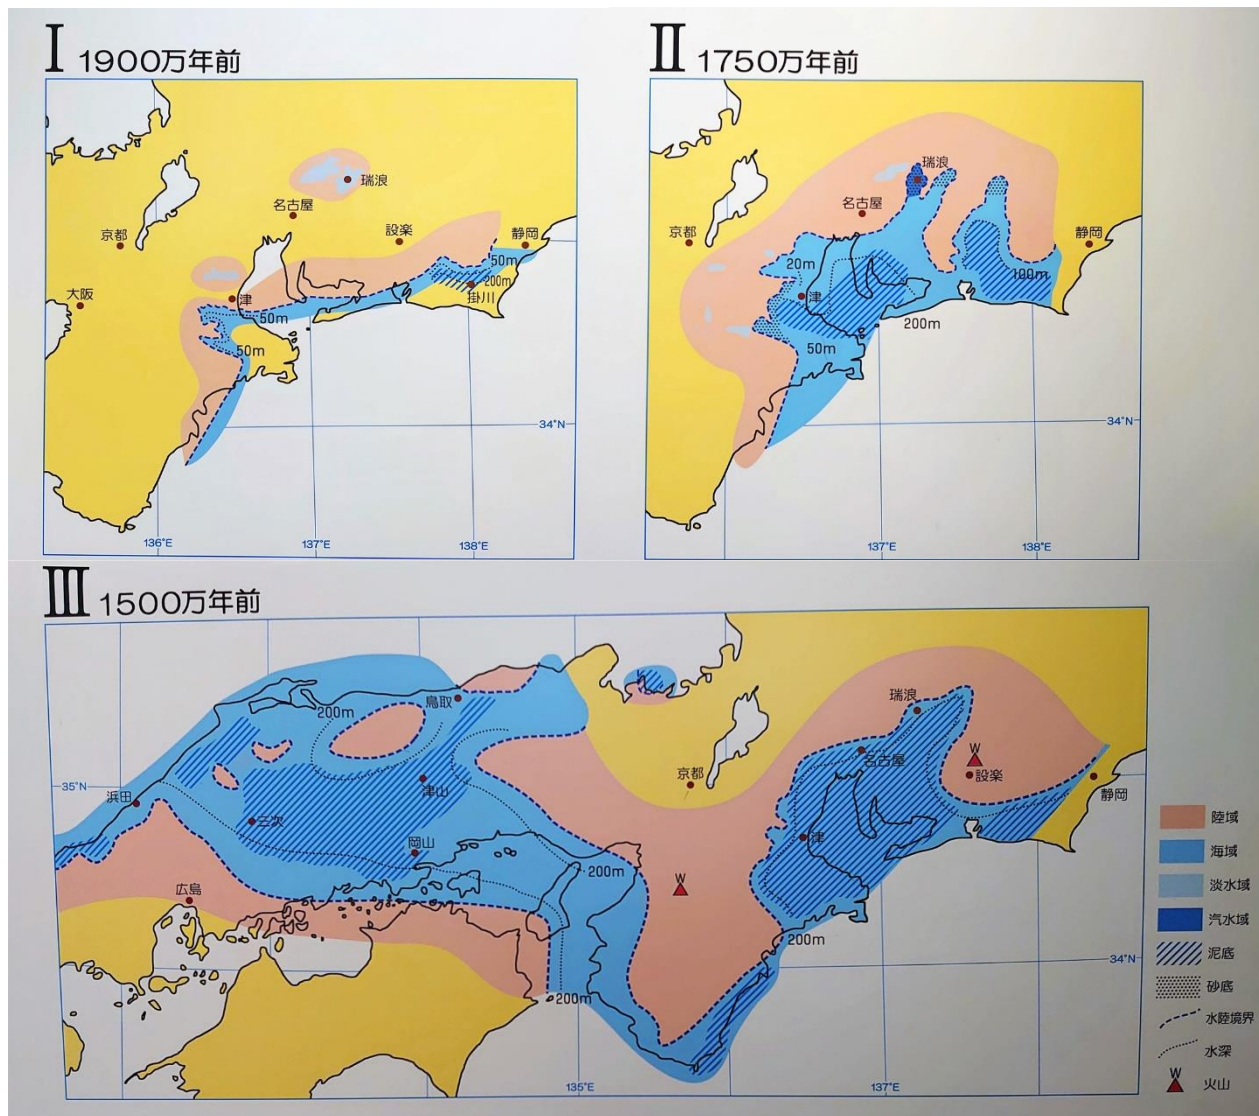 I 1900万年前
瑞浪
名古屋
京都
設楽
静岡
50m
200m
掛川
大阪
津
50m
50m
34°N
136°E
137°E
138°E
II 1750万年前
瑞浪
名古屋
京都
静岡
20m
100m
津
200m
50m
34°N
137°E
138°E
III 1500万年前
鳥取
200m
瑞浪
W
名古屋
設楽
京都
35°N
津山
静岡
浜田
三次
津
岡山
200m
W
広島
200m
34°N
200m
135°E
137°E
陸域
海域
淡水域
汽水域
泥底
砂底
水陸境界
水深
W
火山